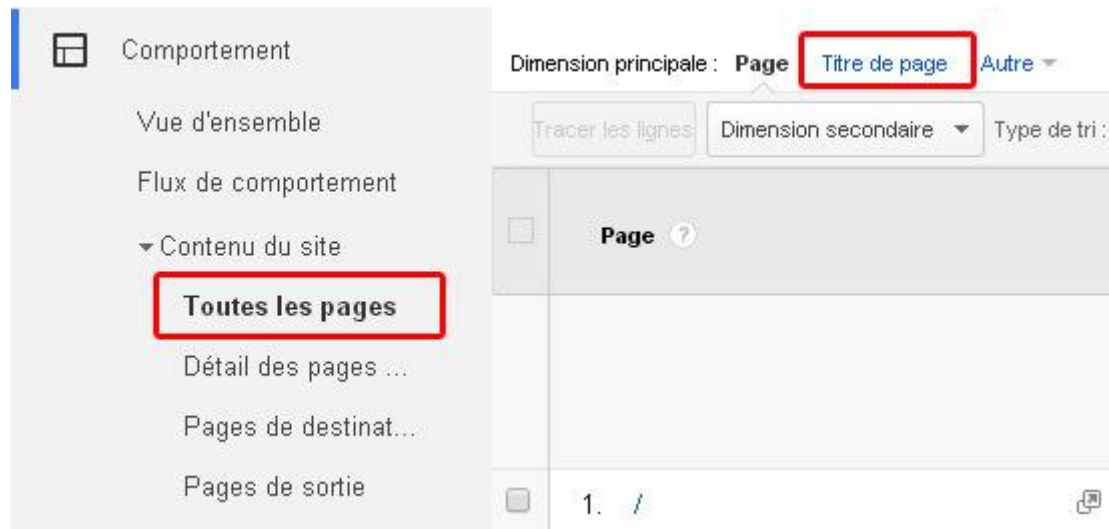 Comportement
Vue d'ensemble
Flux de comportement
Contenu du site
Toutes les pages
Détail des pages ...
Pages de destinat...
Pages de sortie
Dimension principale : Page Titre de page Autre
Tracer les lignes Dimension secondaire Type de tri :
Page ?
1. /